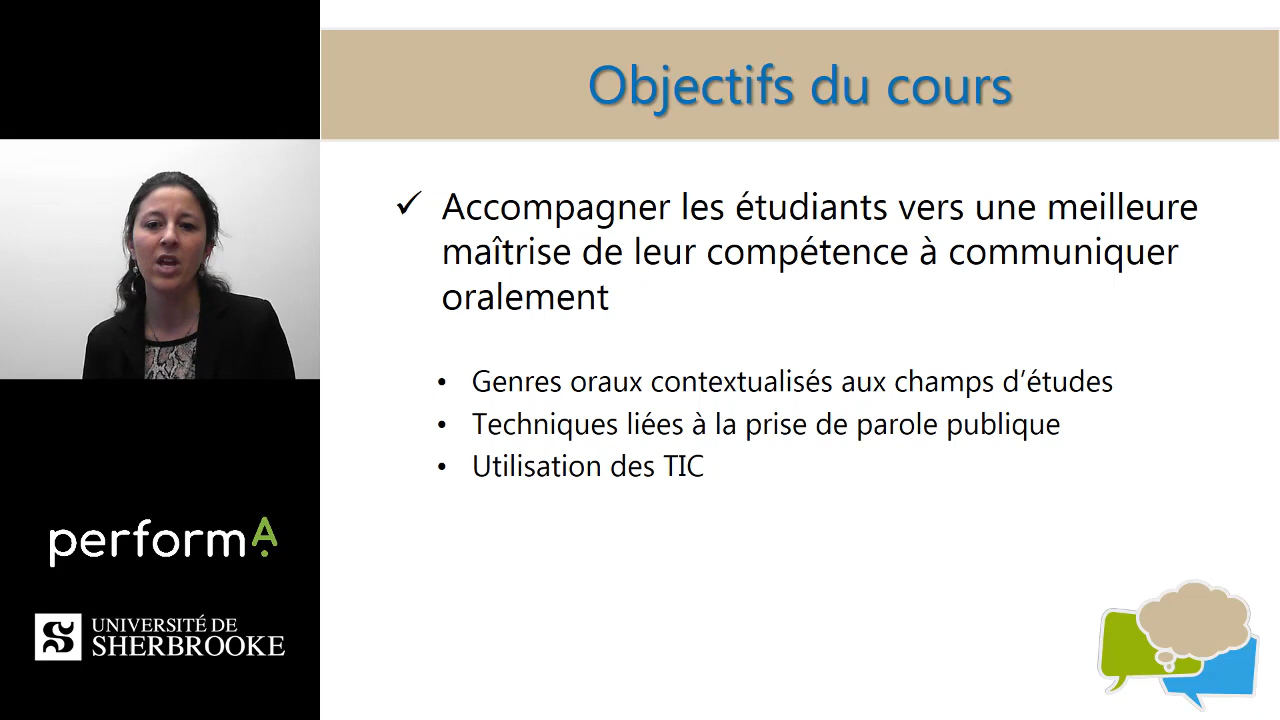 Objectifs du cours
✓ Accompagner les étudiants vers une meilleure
maîtrise de leur compétence à communiquer
oralement
• Genres oraux contextualisés aux champs d'études
• Techniques liées à la prise de parole publique
• Utilisation des TIC
performA
UNIVERSITÉ DE
SHERBROOKE